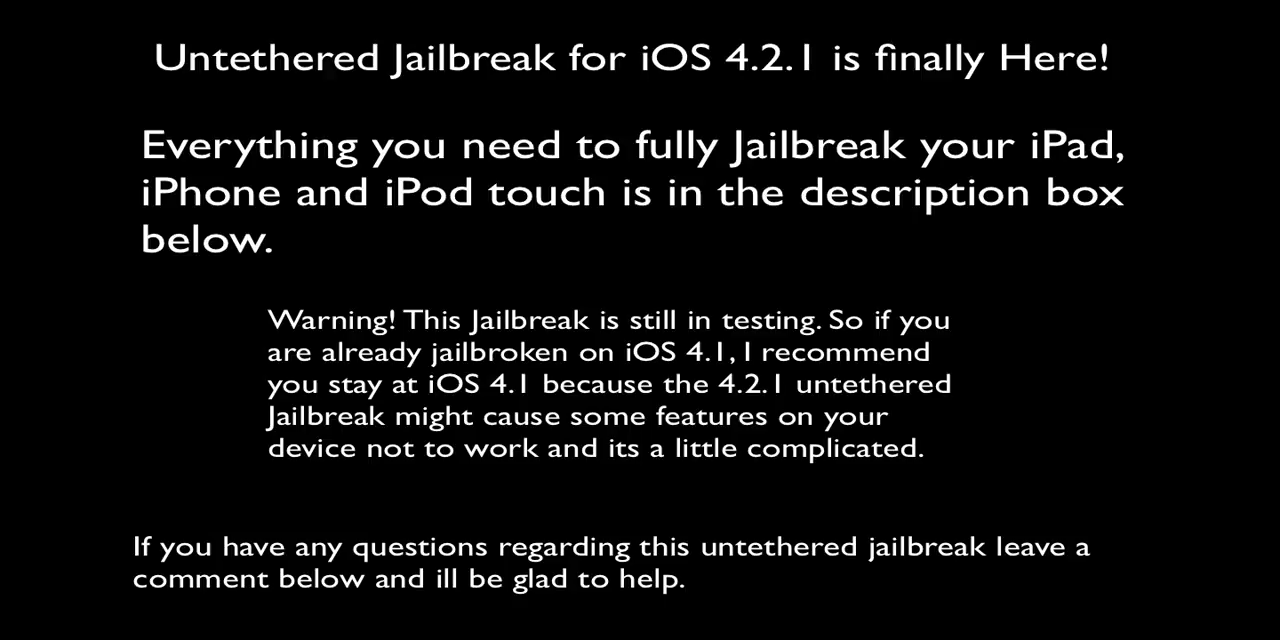 Untethered Jailbreak for iOS 4.2.1 is finally Here!
Everything you need to fully Jailbreak your iPad,
iPhone and iPod touch is in the description box
below.
Warning! This Jailbreak is still in testing. So if you
are already jailbroken on iOS 4.1, I recommend
you stay at iOS 4.1 because the 4.2.1 untethered
Jailbreak might cause some features on your
device not to work and its a little complicated.
If you have any questions regarding this untethered jailbreak leave a
comment below and ill be glad to help.